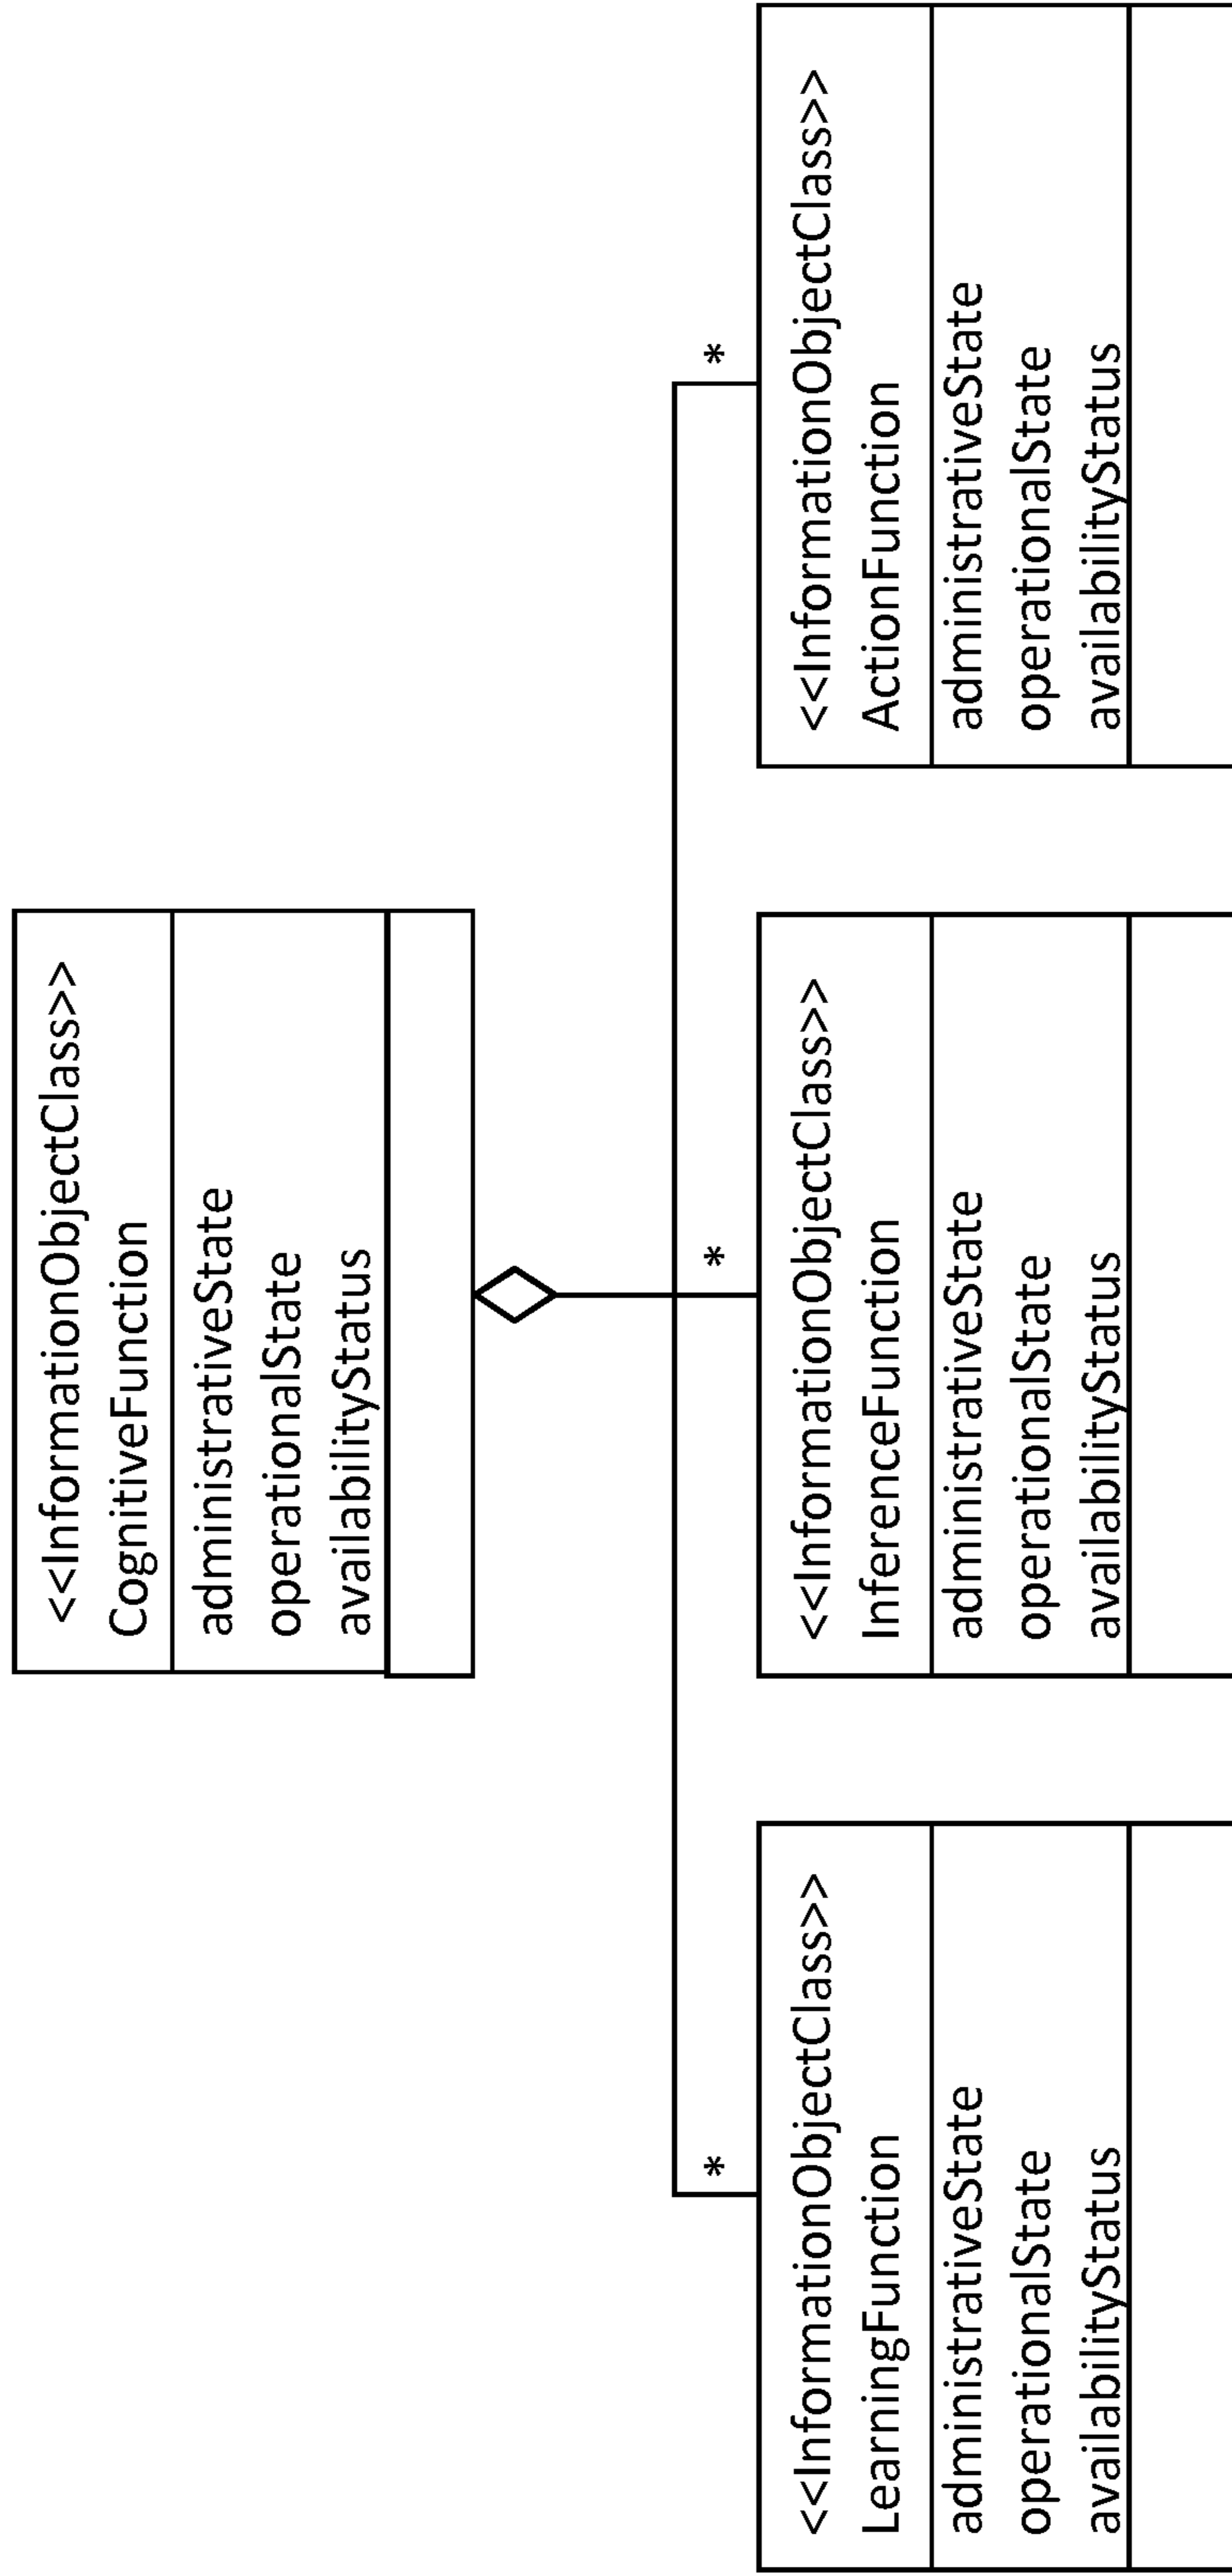 <<InformationObjectClass>>
CognitiveFunction
administrativeState
operationalState
availabilityStatus
*
*
*
<<InformationObjectClass>>
LearningFunction
administrativeState
operationalState
availabilityStatus
<<InformationObjectClass>>
InferenceFunction
administrativeState
operationalState
availabilityStatus
<<InformationObjectClass>>
ActionFunction
administrativeState
operationalState
availabilityStatus